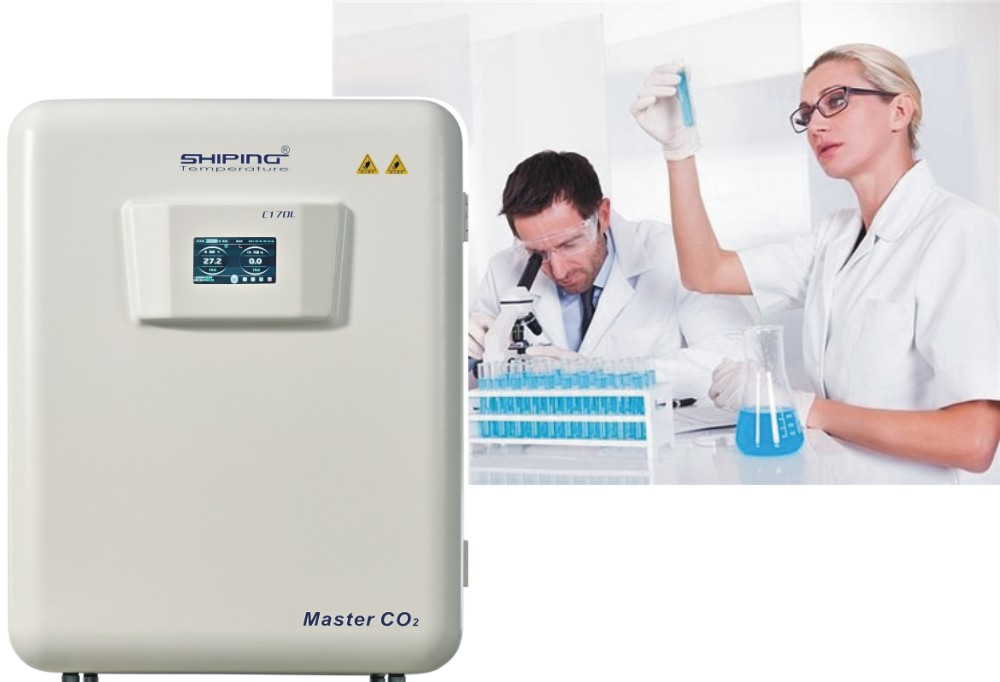 SHIPING®
Temperature
C170L
27.2 0.0
Master CO₂